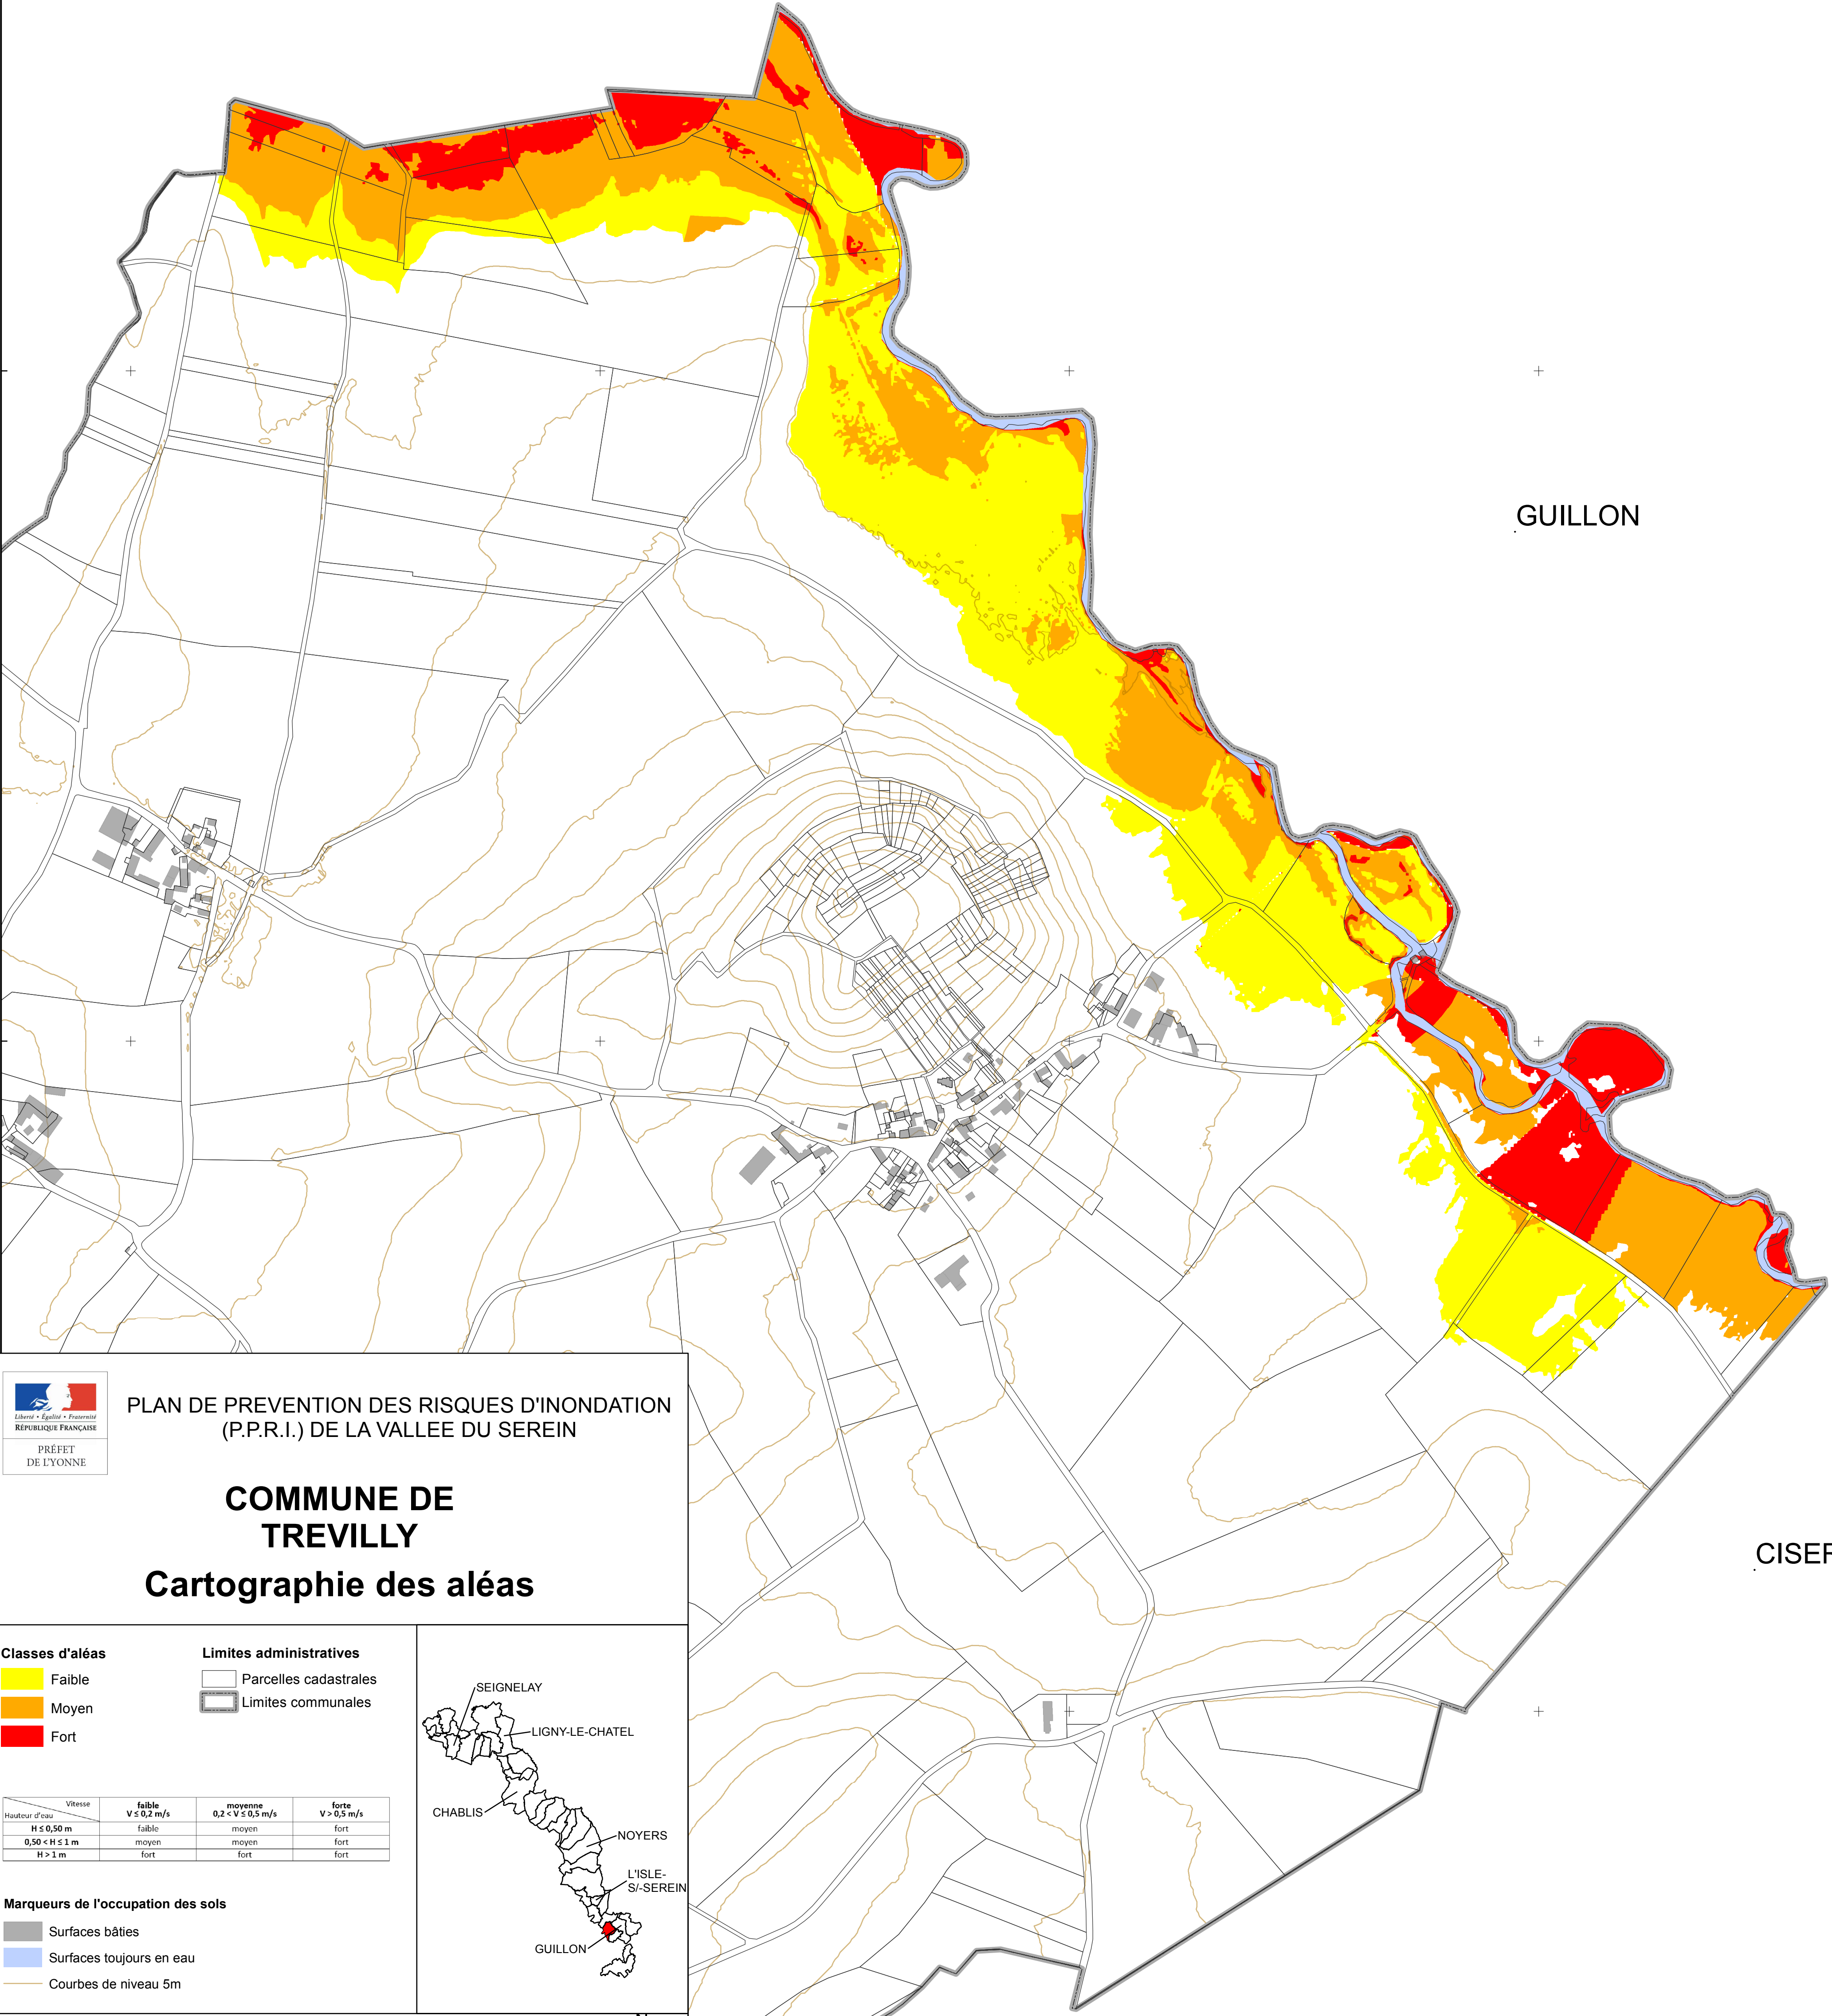 GUILLON
CISER
Liberté • Égalité • Fraternité
RÉPUBLIQUE FRANÇAISE
PRÉFET
DE L'YONNE
PLAN DE PREVENTION DES RISQUES D'INONDATION
(P.P.R.I.) DE LA VALLEE DU SEREIN
COMMUNE DE
TREVILLY
Cartographie des aléas
Classes d'aléas
Faible
Moyen
Fort
Limites administratives
Parcelles cadastrales
Limites communales
Vitesse
Hauteur d'eau
faible
V ≤ 0,2 m/s
moyenne
0,2 < V ≤ 0,5 m/s
forte
V > 0,5 m/s
H ≤ 0,50 m faible moyen fort
0,50 < H ≤ 1 m moyen moyen fort
H > 1 m fort fort fort
Marqueurs de l'occupation des sols
Surfaces bâties
Surfaces toujours en eau
Courbes de niveau 5m
SEIGNELAY
LIGNY-LE-CHATEL
CHABLIS
NOYERS
L'ISLE-
S/-SEREIN
GUILLON